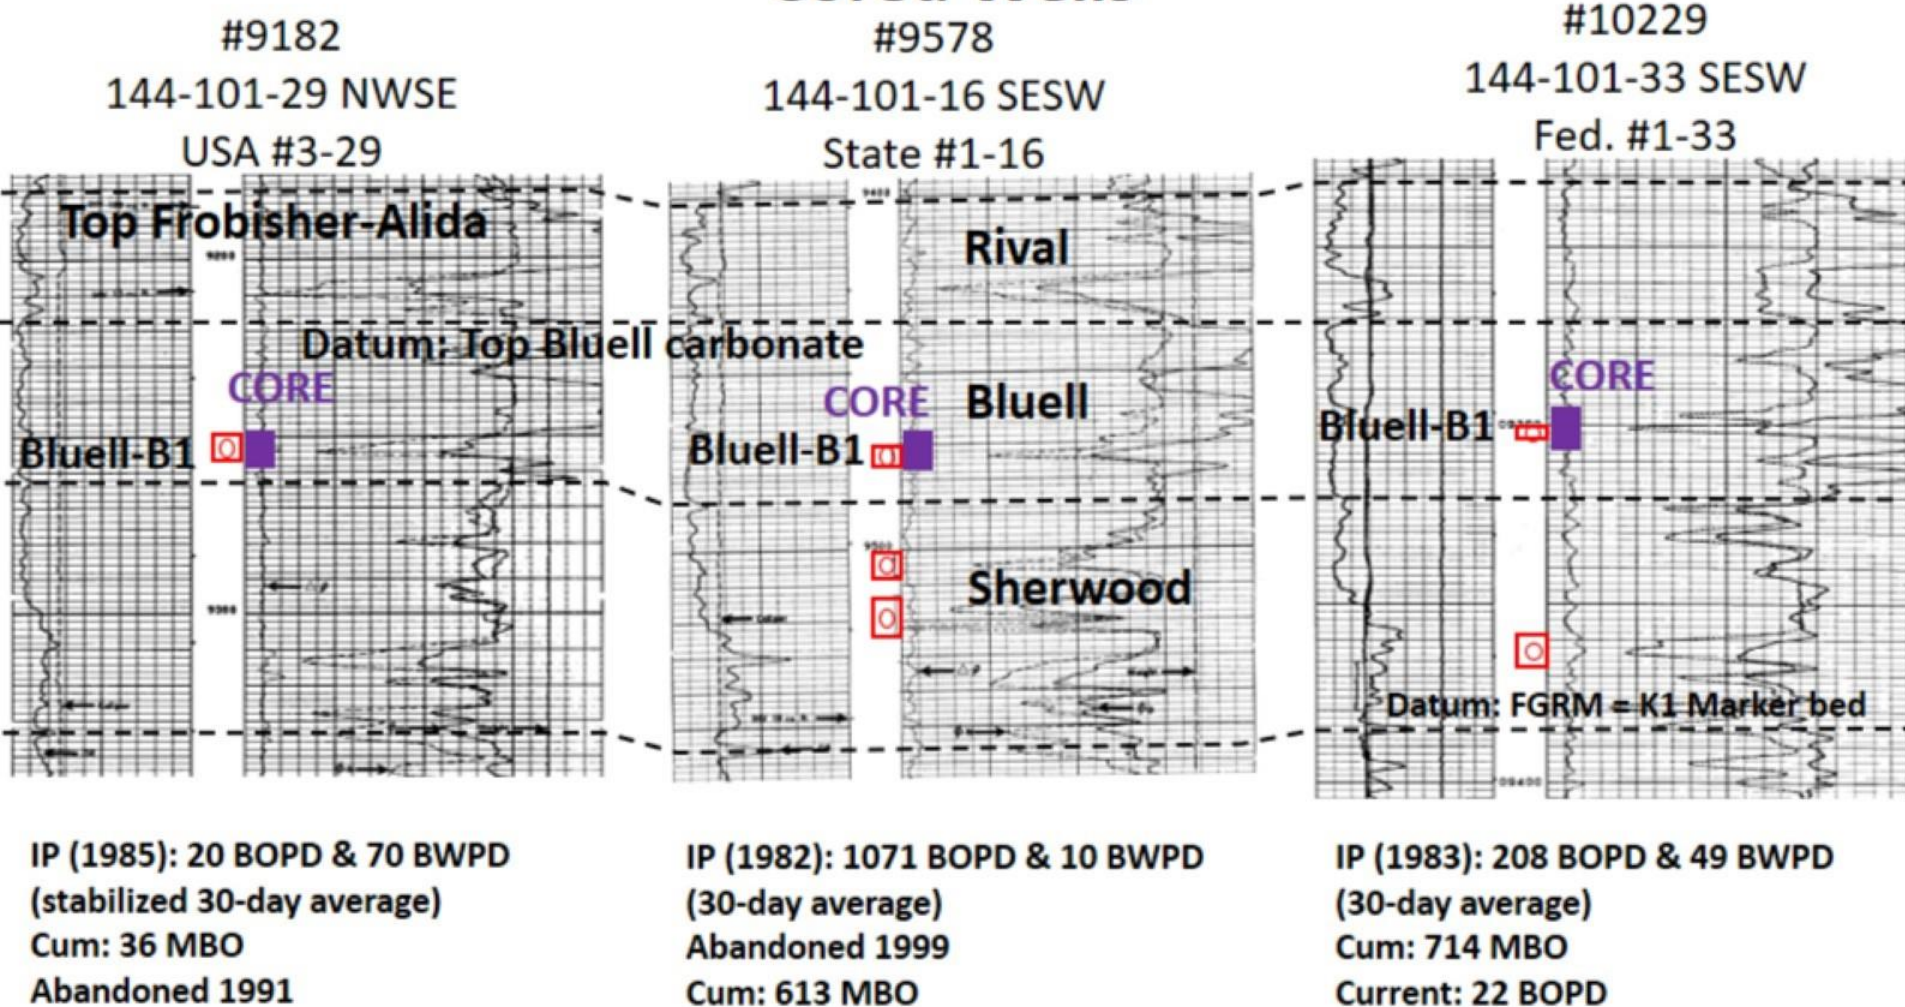 #9182
144-101-29 NWSE
USA #3-29
#9578
144-101-16 SESW
State #1-16
#10229
144-101-33 SESW
Fed. #1-33
Top Frobisher-Alida
9200
9400
Rival
Datum: Top Bluell carbonate
CORE
CORE
Bluell
CORE
Bluell-B1
Bluell-B1
Bluell-B1
9500
Sherwood
9300
Datum: FGRM = K1 Marker bed
IP (1985): 20 BOPD & 70 BWPD
(stabilized 30-day average)
Cum: 36 MBO
Abandoned 1991
IP (1982): 1071 BOPD & 10 BWPD
(30-day average)
Abandoned 1999
Cum: 613 MBO
IP (1983): 208 BOPD & 49 BWPD
(30-day average)
Cum: 714 MBO
Current: 22 BOPD